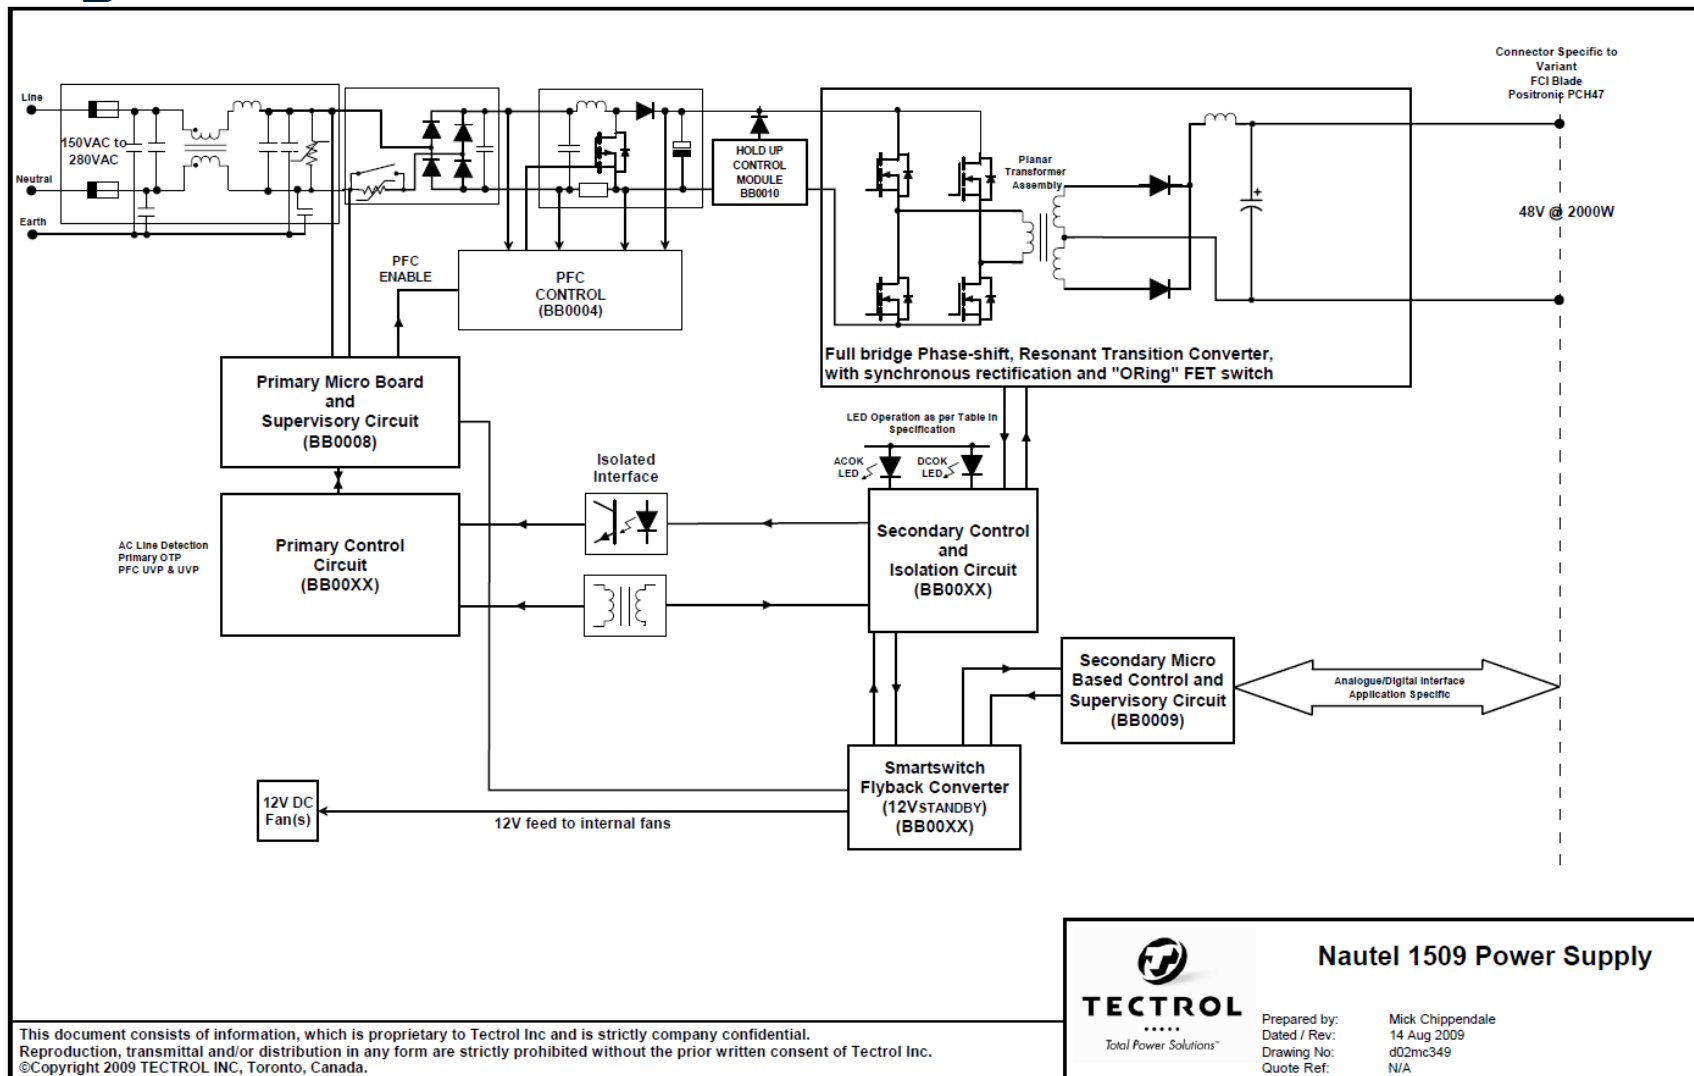 Connector Specific to
Variant
FCI Blade
Positronic PCH47
Line
150VAC to
280VAC
Neutral
Earth
HOLD UP
CONTROL
MODULE
BB0010
Planar
Transformer
Assembly
48V @ 2000W
PFC
ENABLE
PFC
CONTROL
(BB0004)
Full bridge Phase-shift, Resonant Transition Converter,
with synchronous rectification and "ORing" FET switch
Primary Micro Board
and
Supervisory Circuit
(BB0008)
LED Operation as per Table in
Specification
ACOK
LED
DCOK
LED
Isolated
Interface
AC Line Detection
Primary OTP
PFC UVP & UVP
Primary Control
Circuit
(BB00XX)
Secondary Control
and
Isolation Circuit
(BB00XX)
Secondary Micro
Based Control and
Supervisory Circuit
(BB0009)
Analogue/Digital Interface
Application Specific
Smartswitch
Flyback Converter
(12VSTANDBY)
(BB00XX)
12V DC
Fan(s)
12V feed to internal fans
+
TECTROL
Total Power Solutions™
Nautel 1509 Power Supply
Prepared by: Mick Chippendale
Dated / Rev: 14 Aug 2009
Drawing No: d02mc349
Quote Ref: N/A
This document consists of information, which is proprietary to Tectrol Inc and is strictly company confidential.
Reproduction, transmittal and/or distribution in any form are strictly prohibited without the prior written consent of Tectrol Inc.
©Copyright 2009 TECTROL INC, Toronto, Canada.